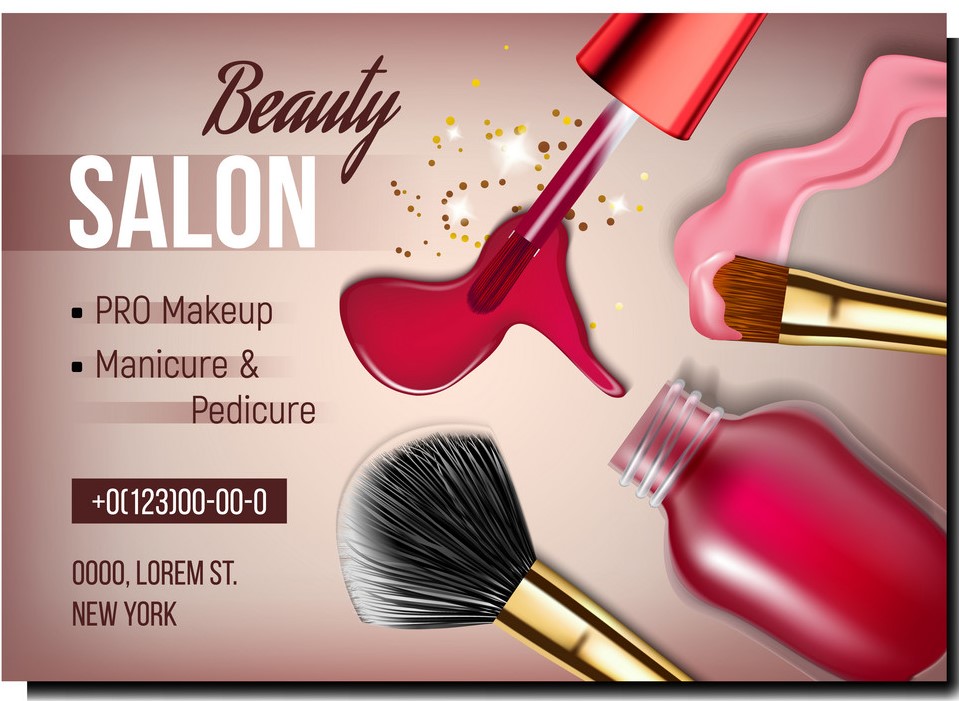 Beauty
SALON
▪ PRO Makeup
▪ Manicure &
Pedicure
+0(123)00-00-0
0000, LOREM ST.
NEW YORK